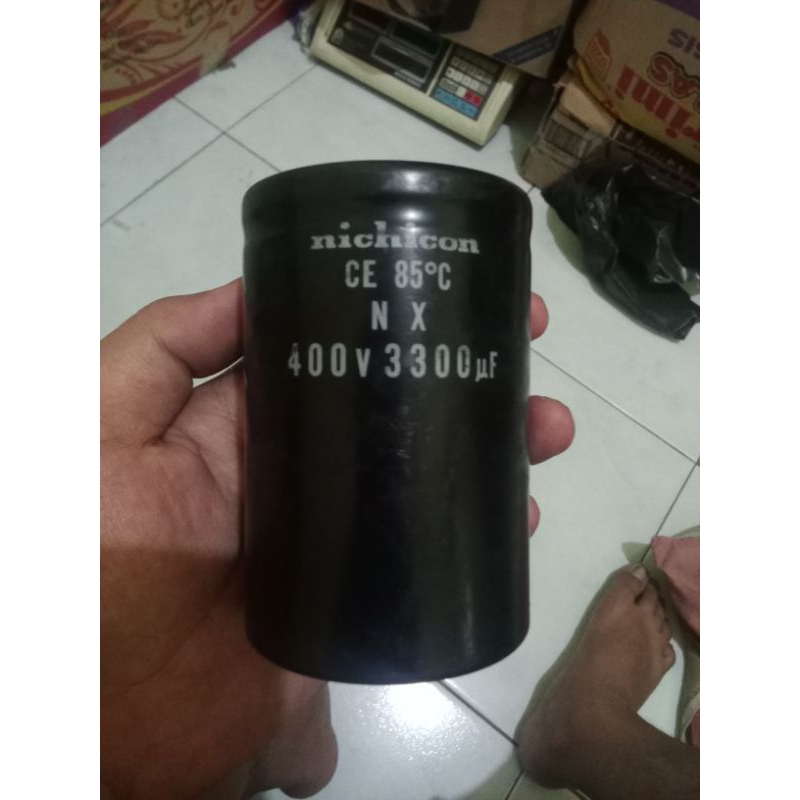 nichicon
CE 85°C
N X
400V 3300μF